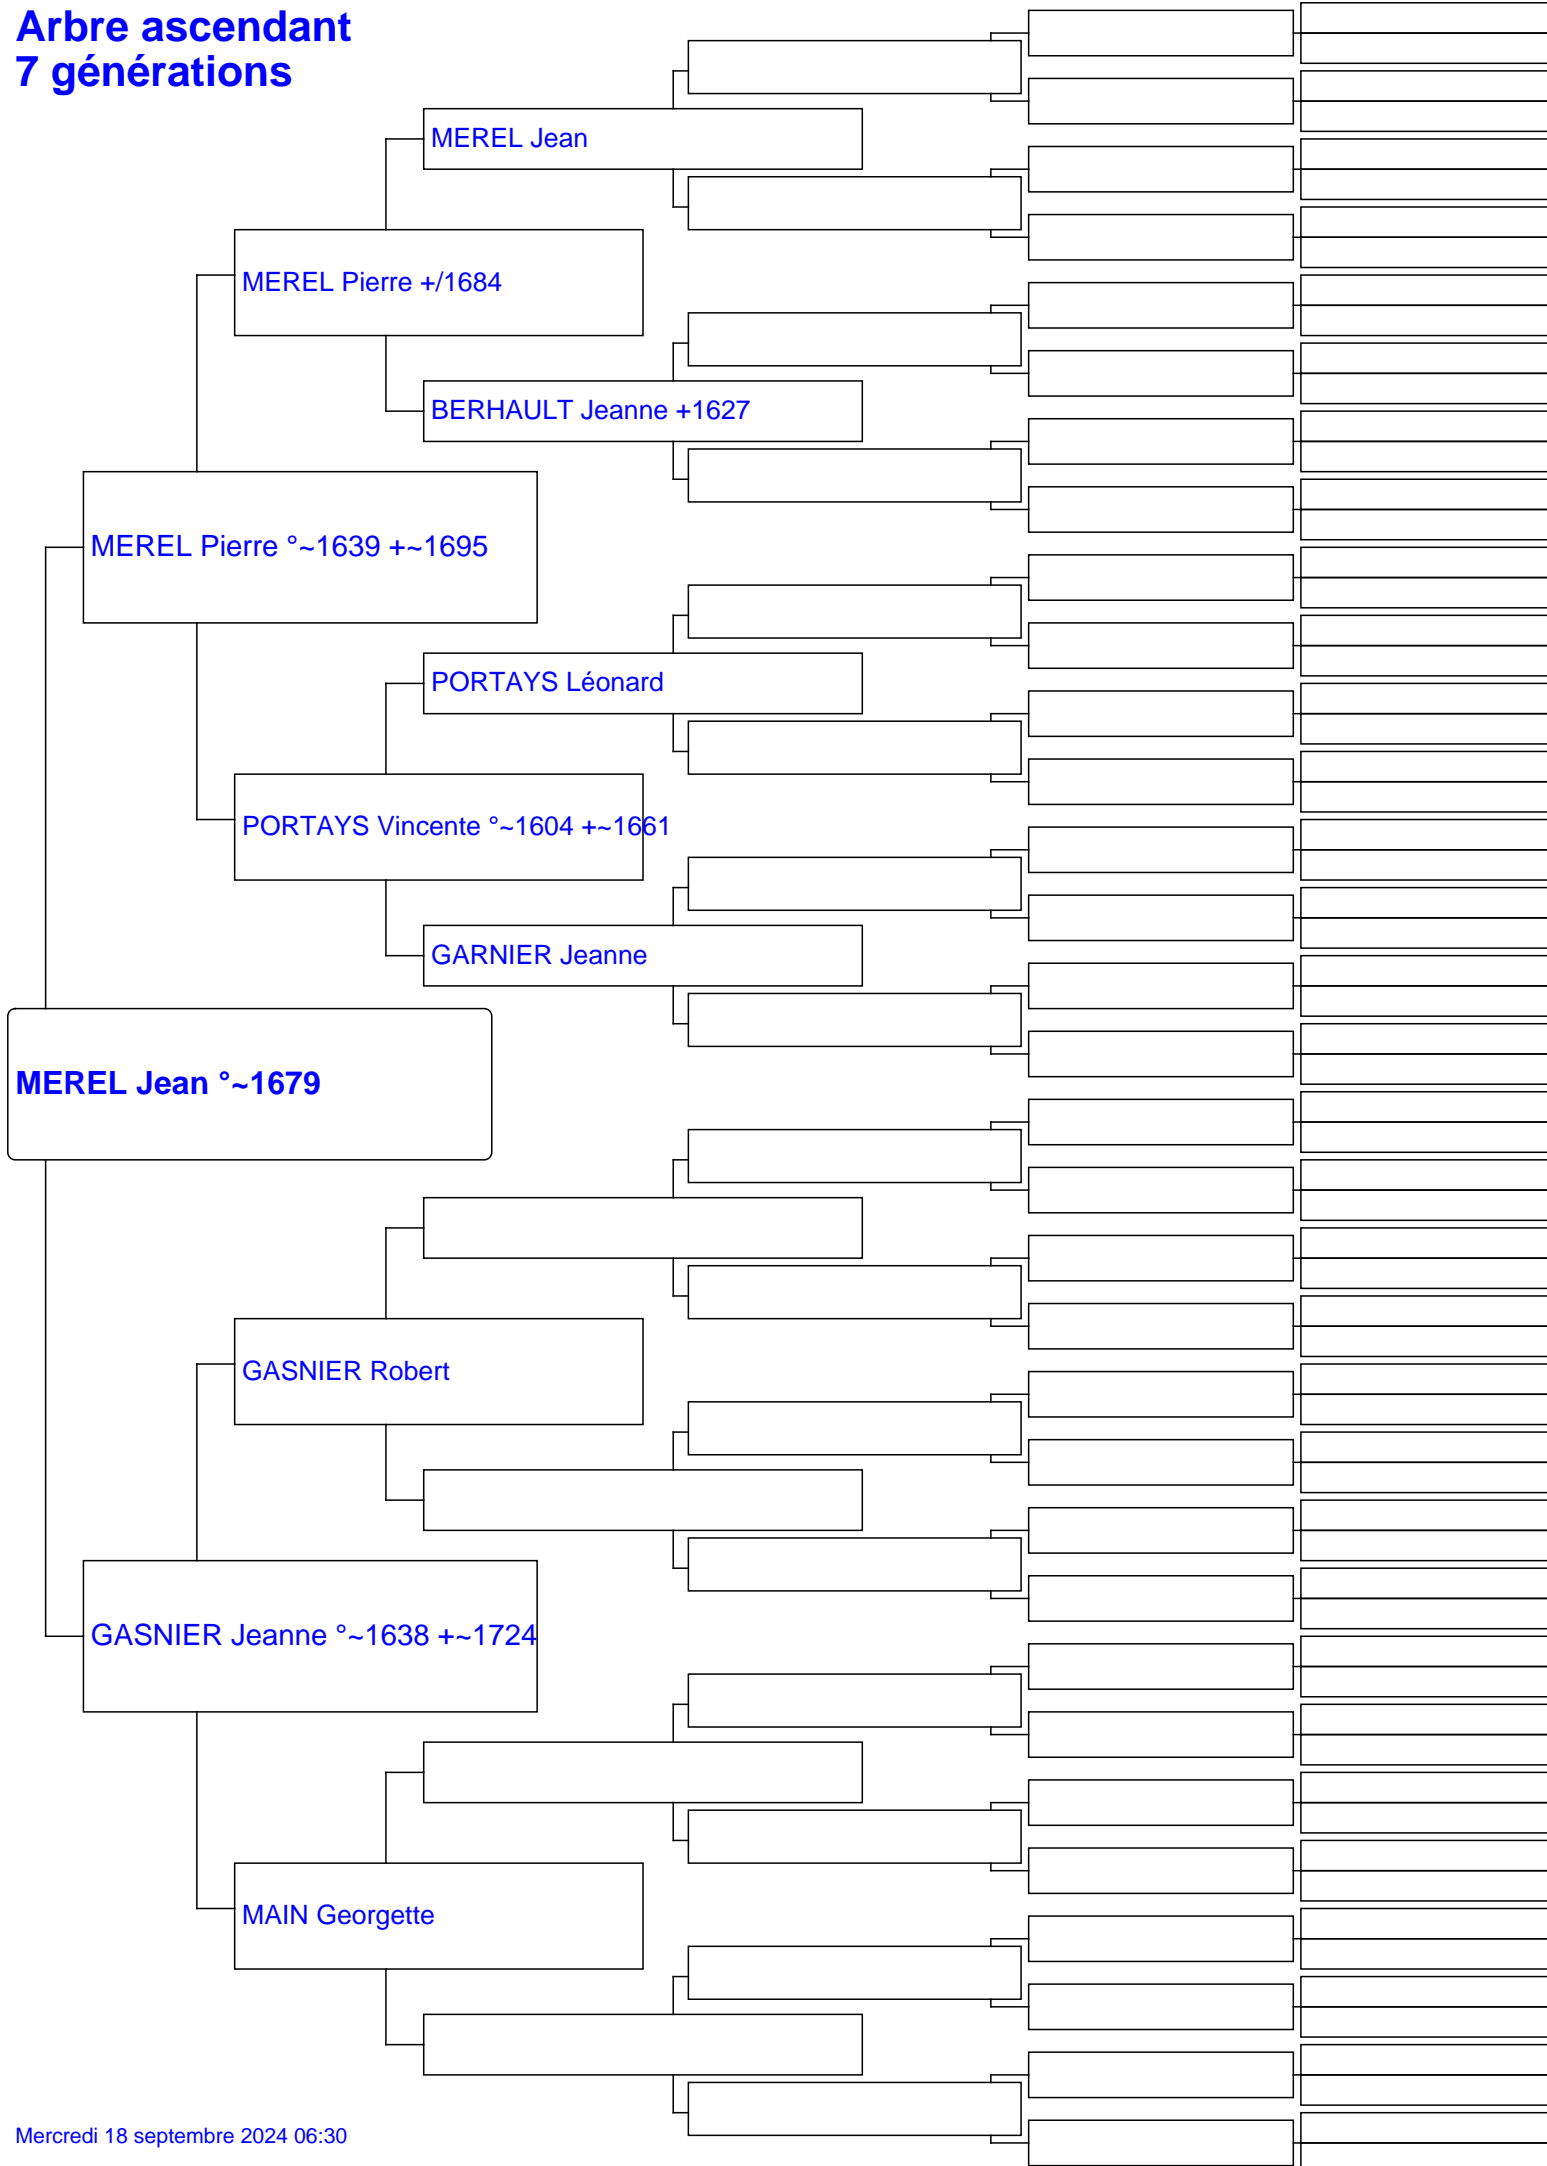 Arbre ascendant
7 générations
MEREL Jean
MEREL Pierre +/1684
BERHAULT Jeanne +1627
MEREL Pierre °~1639 +~1695
PORTAYS Léonard
PORTAYS Vincente °~1604 +~1661
GARNIER Jeanne
MEREL Jean °~1679
GASNIER Robert
GASNIER Jeanne °~1638 +~1724
MAIN Georgette
Mercredi 18 septembre 2024 06:30